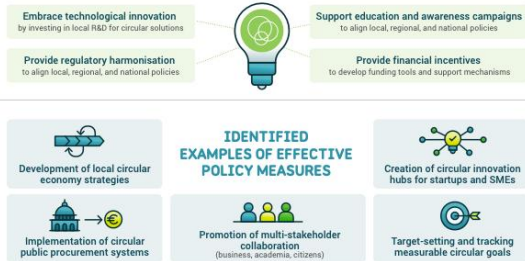 Embrace technological innovation
by investing in local R&D for circular solutions
Support education and awareness campaigns
to align local, regional, and national policies
Provide regulatory harmonisation
to align local, regional, and national policies
Provide financial incentives
to develop funding tools and support mechanisms
IDENTIFIED
EXAMPLES OF EFFECTIVE
POLICY MEASURES
Development of local circular
economy strategies
Creation of circular innovation
hubs for startups and SMEs
€
Implementation of circular
public procurement systems
Promotion of multi-stakeholder
collaboration
(business, academia, citizens)
Target-setting and tracking
measurable circular goals